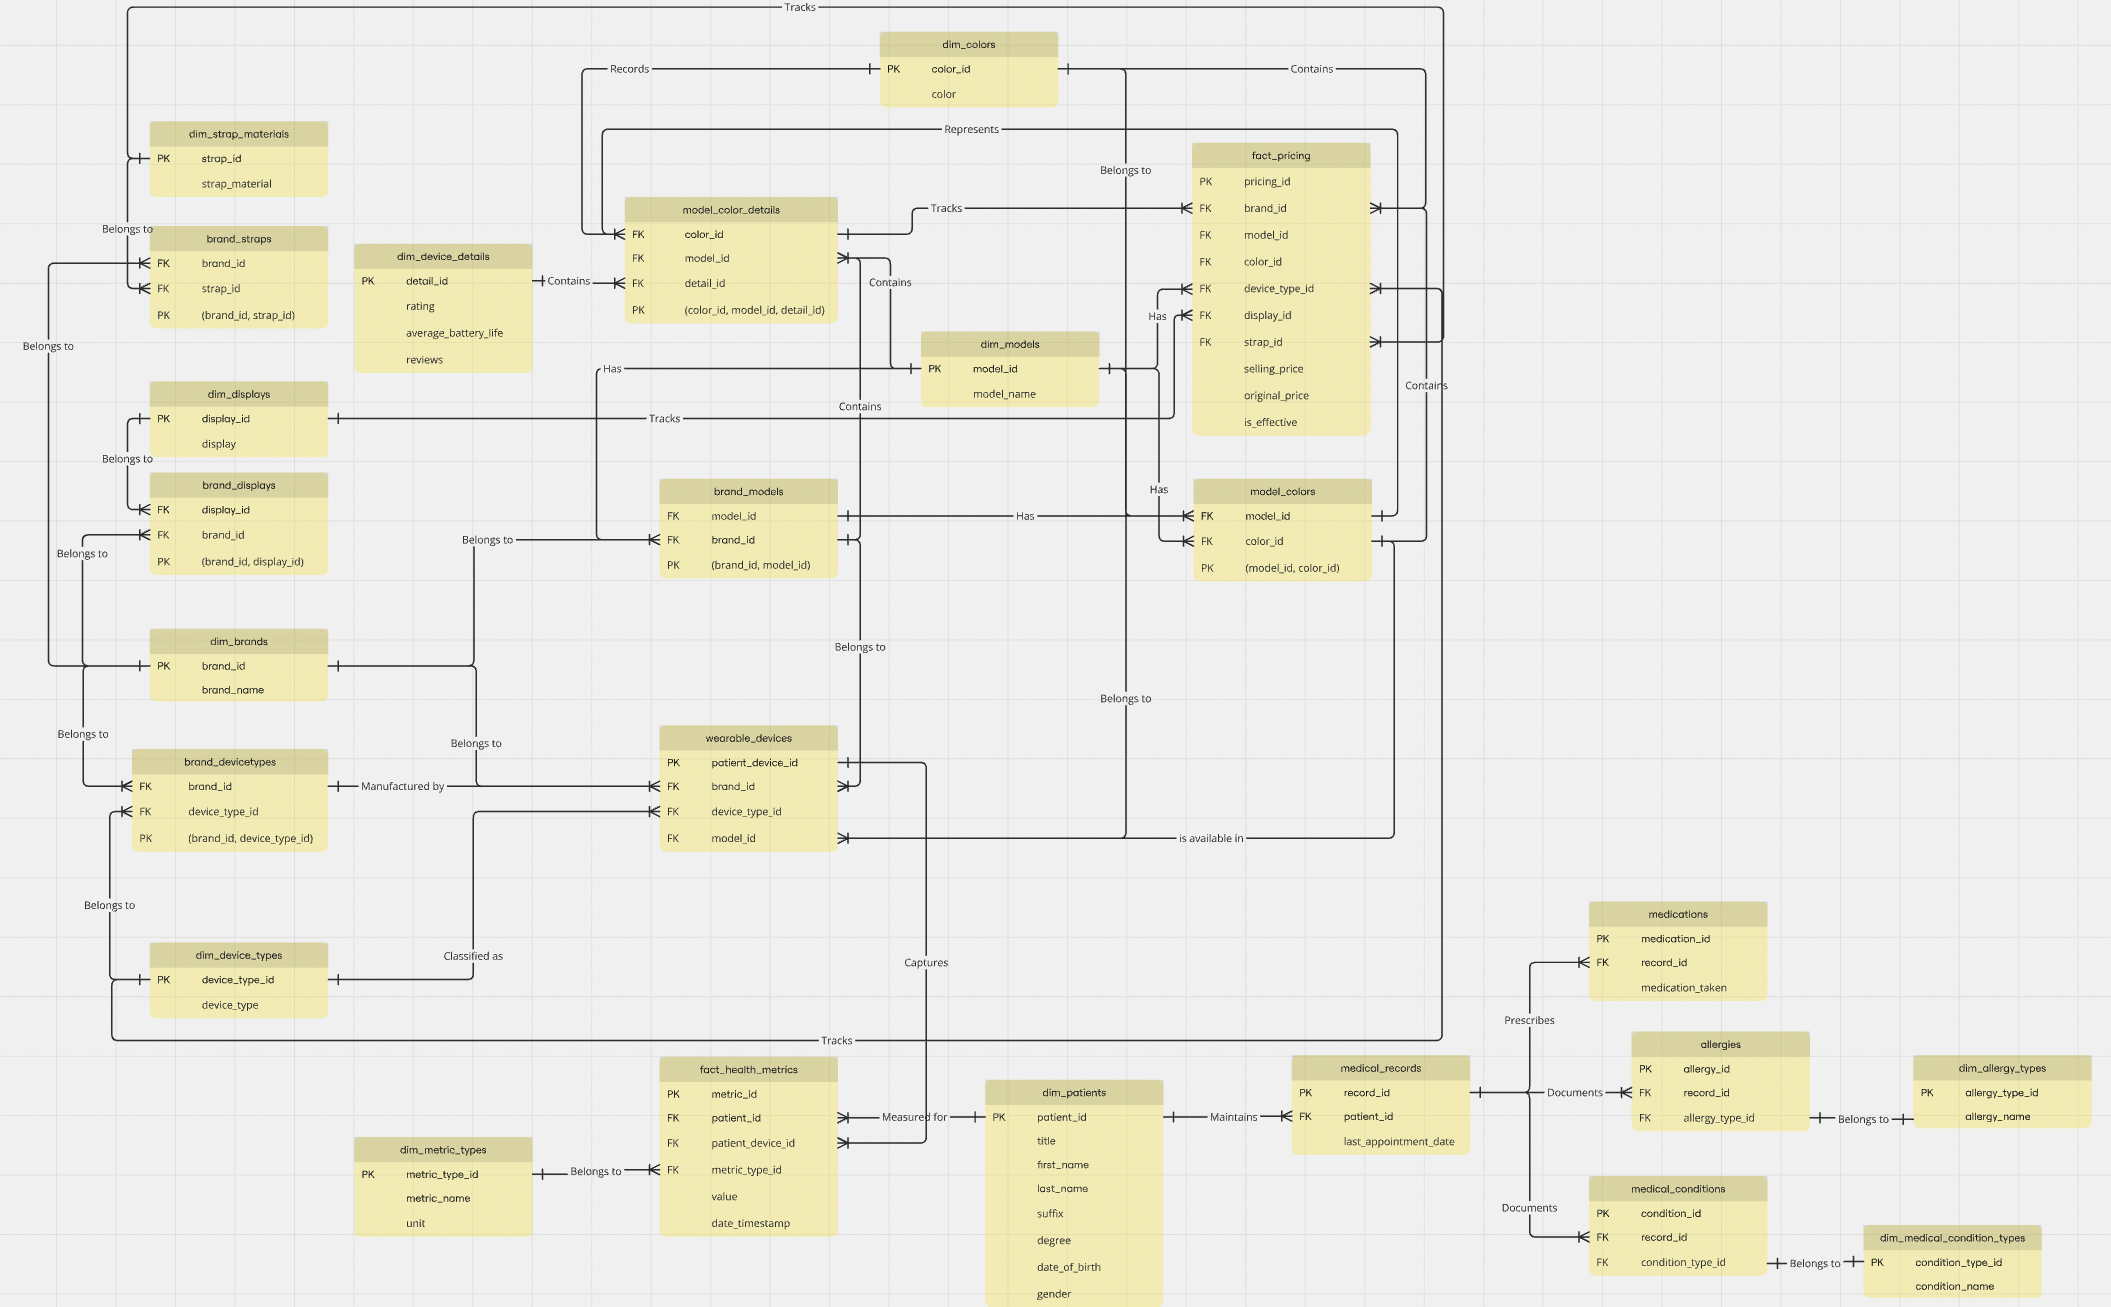 Tracks
dim_colors
PK color_id
color
Records
Contains
Represents
Belongs to
dim_strap_materials
PK strap_id
strap_material
Belongs to
brand_straps
FK brand_id
FK strap_id
PK (brand_id, strap_id)
Belongs to
dim_device_details
PK detail_id
rating
average_battery_life
reviews
Contains
model_color_details
FK color_id
FK model_id
FK detail_id
PK (color_id, model_id, detail_id)
Tracks
Contains
fact_pricing
PK pricing_id
FK brand_id
FK model_id
FK color_id
FK device_type_id
FK display_id
FK strap_id
selling_price
original_price
is_effective
Has
Contains
dim_models
PK model_id
model_name
Has
Contains
dim_displays
PK display_id
display
Tracks
Belongs to
brand_displays
FK display_id
FK brand_id
PK (brand_id, display_id)
Belongs to
brand_models
FK model_id
FK brand_id
PK (brand_id, model_id)
Belongs to
Has
Has
model_colors
FK model_id
FK color_id
PK (model_id, color_id)
dim_brands
PK brand_id
brand_name
Belongs to
Belongs to
Belongs to
Belongs to
brand_devicetypes
FK brand_id
FK device_type_id
PK (brand_id, device_type_id)
Manufactured by
wearable_devices
PK patient_device_id
FK brand_id
FK device_type_id
FK model_id
is available in
Belongs to
dim_device_types
PK device_type_id
device_type
Classified as
Captures
Tracks
fact_health_metrics
PK metric_id
FK patient_id
FK patient_device_id
FK metric_type_id
value
date_timestamp
dim_metric_types
PK metric_type_id
metric_name
unit
Belongs to
Measured for
dim_patients
PK patient_id
title
first_name
last_name
suffix
degree
date_of_birth
gender
Maintains
medical_records
PK record_id
FK patient_id
last_appointment_date
medications
PK medication_id
FK record_id
medication_taken
Prescribes
Documents
allergies
PK allergy_id
FK record_id
FK allergy_type_id
Belongs to
dim_allergy_types
PK allergy_type_id
allergy_name
Documents
medical_conditions
PK condition_id
FK record_id
FK condition_type_id
Belongs to
dim_medical_condition_types
PK condition_type_id
condition_name